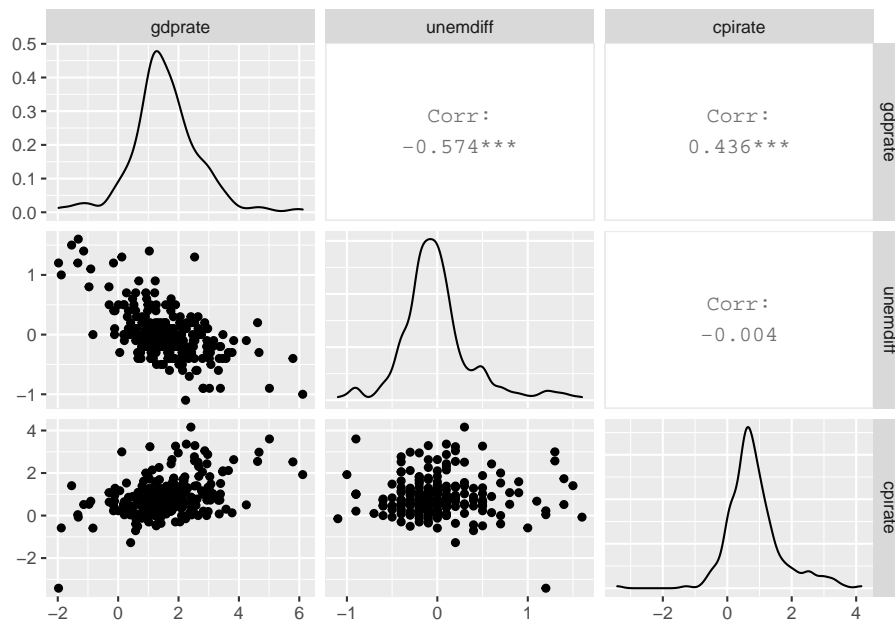 gdprate unemdiff cpirate
0.5
0.4
0.3
0.2
0.1
0.0
Corr:
−0.574***
Corr:
0.436***
gdprate
1
0
−1
Corr:
−0.004
unemdiff
4
2
0
−2
cpirate
−2 0 2 4 6
−1 0 1
−2 0 2 4